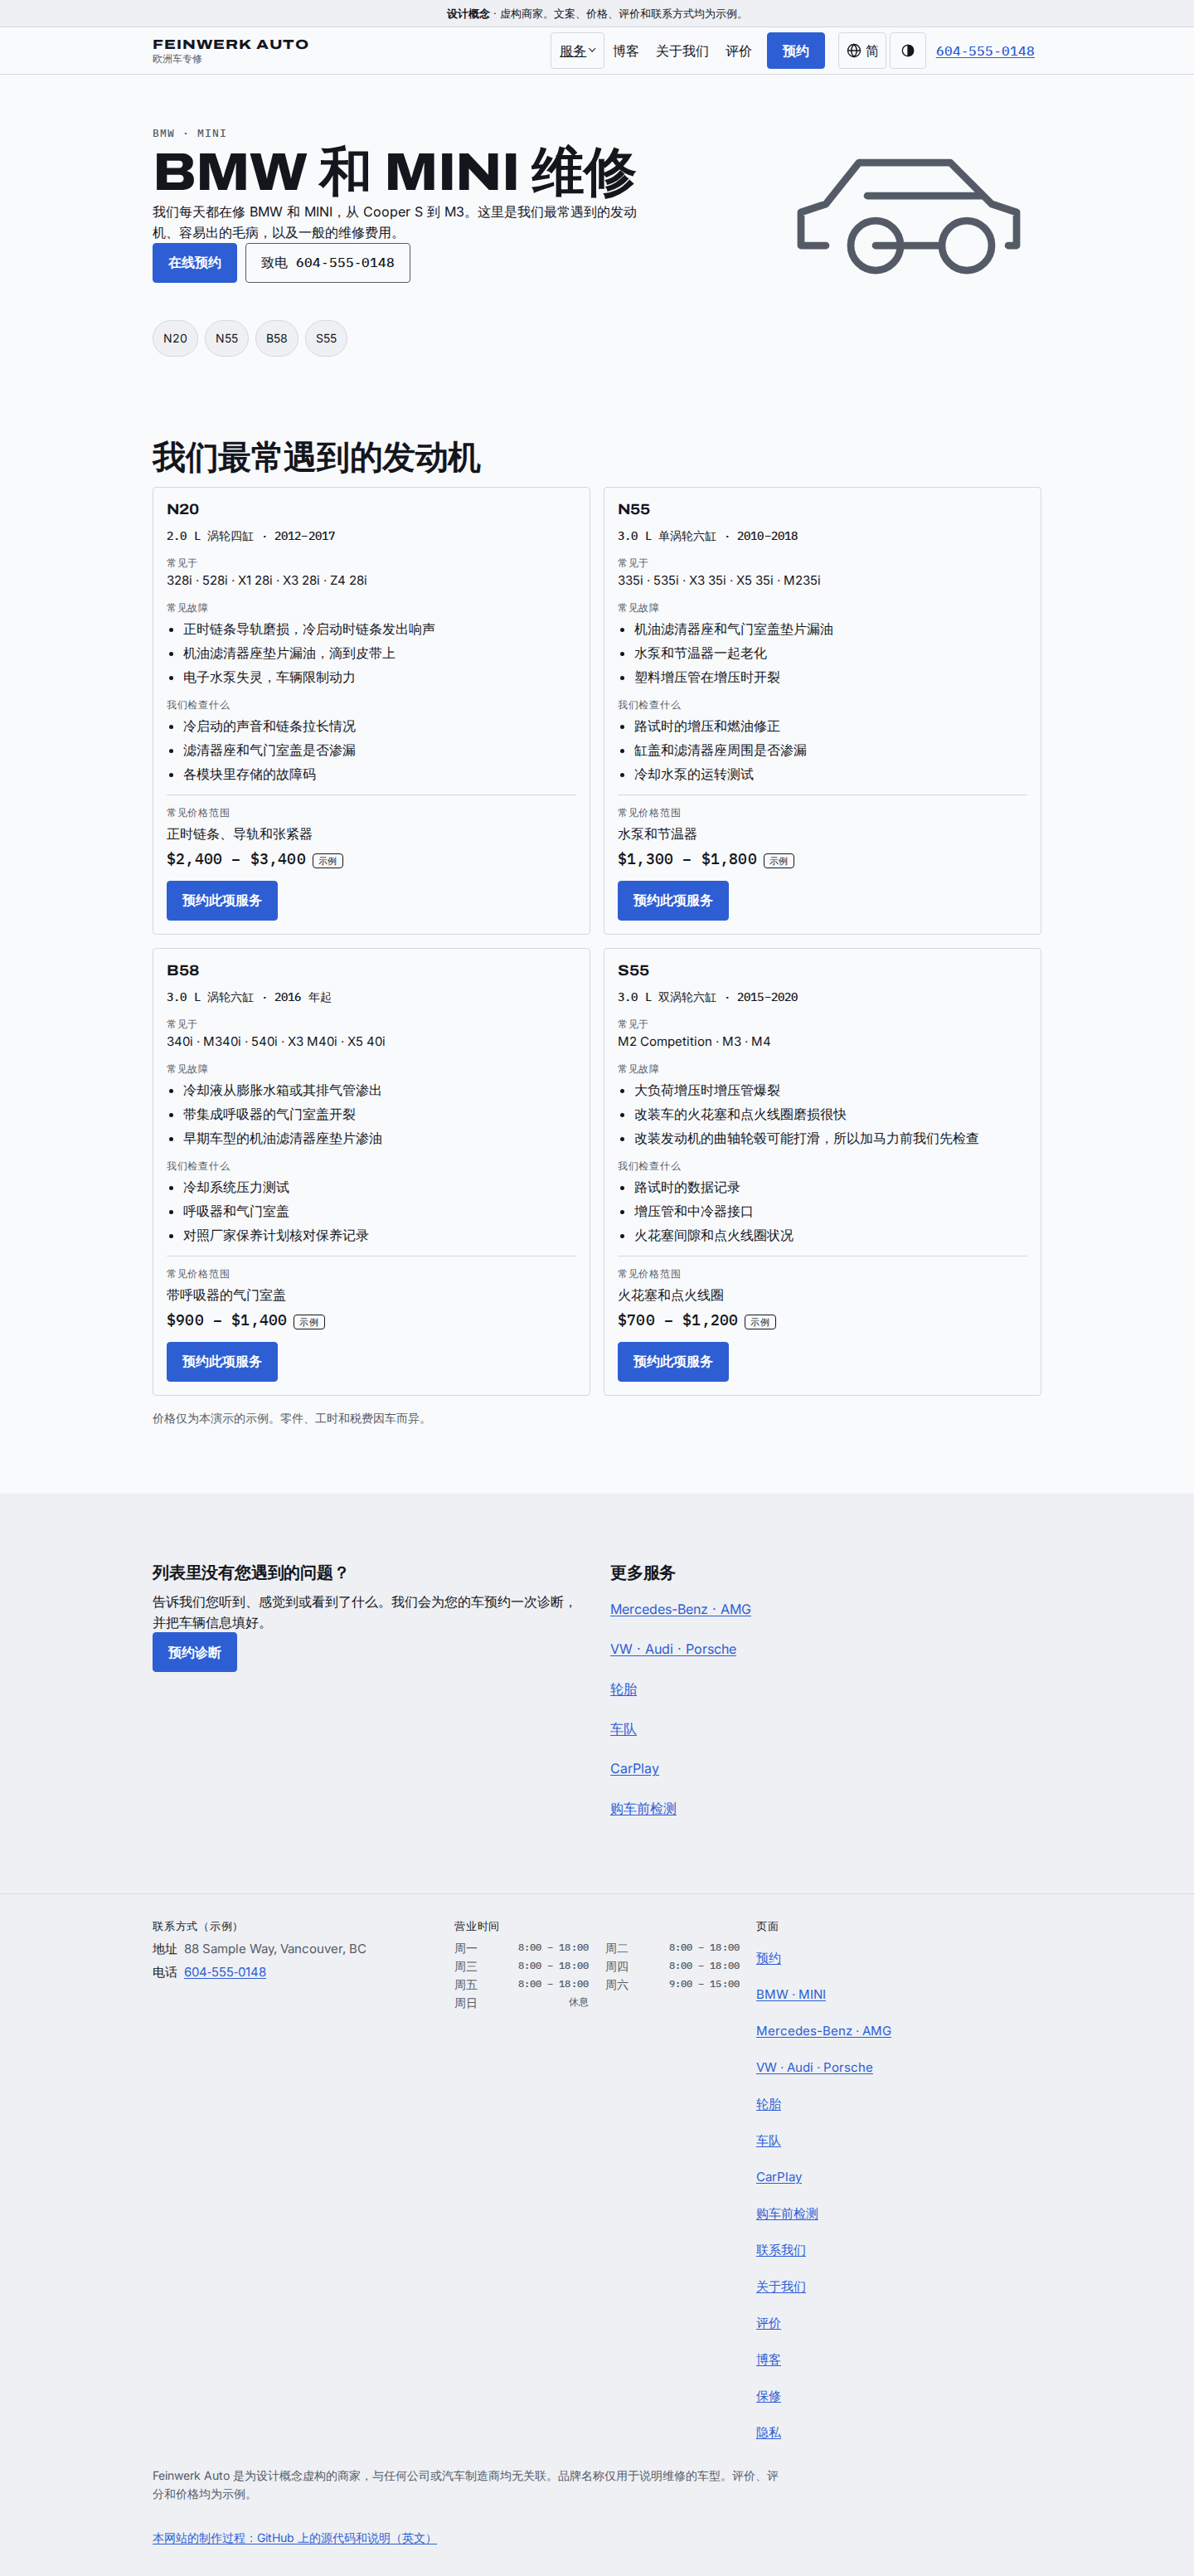 设计概念 · 虚构商家。文案、价格、评价和联系方式均为示例。
FEINWERK AUTO
欧洲车专修
服务
博客
关于我们
评价
预约
简
604-555-0148
BMW · MINI
BMW 和 MINI 维修
我们每天都在修 BMW 和 MINI，从 Cooper S 到 M3。这里是我们最常遇到的发动
机、容易出的毛病，以及一般的维修费用。
在线预约
致电 604-555-0148
N20
N55
B58
S55
我们最常遇到的发动机
N20
2.0 L 涡轮四缸 · 2012–2017
常见于
328i · 528i · X1 28i · X3 28i · Z4 28i
常见故障
正时链条导轨磨损，冷启动时链条发出响声
机油滤清器座垫片漏油，滴到皮带上
电子水泵失灵，车辆限制动力
我们检查什么
冷启动的声音和链条拉长情况
滤清器座和气门室盖是否渗漏
各模块里存储的故障码
常见价格范围
正时链条、导轨和张紧器
$2,400 – $3,400 示例
预约此项服务
N55
3.0 L 单涡轮六缸 · 2010–2018
常见于
335i · 535i · X3 35i · X5 35i · M235i
常见故障
机油滤清器座和气门室盖垫片漏油
水泵和节温器一起老化
塑料增压管在增压时开裂
我们检查什么
路试时的增压和燃油修正
缸盖和滤清器座周围是否渗漏
冷却水泵的运转测试
常见价格范围
水泵和节温器
$1,300 – $1,800 示例
预约此项服务
B58
3.0 L 涡轮六缸 · 2016 年起
常见于
340i · M340i · 540i · X3 M40i · X5 40i
常见故障
冷却液从膨胀水箱或其排气管渗出
带集成呼吸器的气门室盖开裂
早期车型的机油滤清器座垫片渗油
我们检查什么
冷却系统压力测试
呼吸器和气门室盖
对照厂家保养计划核对保养记录
常见价格范围
带呼吸器的气门室盖
$900 – $1,400 示例
预约此项服务
S55
3.0 L 双涡轮六缸 · 2015–2020
常见于
M2 Competition · M3 · M4
常见故障
大负荷增压时增压管爆裂
改装车的火花塞和点火线圈磨损很快
改装发动机的曲轴轮毂可能打滑，所以加马力前我们先检查
我们检查什么
路试时的数据记录
增压管和中冷器接口
火花塞间隙和点火线圈状况
常见价格范围
火花塞和点火线圈
$700 – $1,200 示例
预约此项服务
价格仅为本演示的示例。零件、工时和税费因车而异。
列表里没有您遇到的问题？
告诉我们您听到、感觉到或看到了什么。我们会为您的车预约一次诊断，
并把车辆信息填好。
预约诊断
更多服务
Mercedes-Benz · AMG
VW · Audi · Porsche
轮胎
车队
CarPlay
购车前检测
联系方式（示例）
地址 88 Sample Way, Vancouver, BC
电话 604-555-0148
营业时间
周一 8:00 – 18:00 周二 8:00 – 18:00
周三 8:00 – 18:00 周四 8:00 – 18:00
周五 8:00 – 18:00 周六 9:00 – 15:00
周日 休息
页面
预约
BMW · MINI
Mercedes-Benz · AMG
VW · Audi · Porsche
轮胎
车队
CarPlay
购车前检测
联系我们
关于我们
评价
博客
保修
隐私
Feinwerk Auto 是为设计概念虚构的商家，与任何公司或汽车制造商均无关联。品牌名称仅用于说明维修的车型。评价、评
分和价格均为示例。
本网站的制作过程：GitHub 上的源代码和说明（英文）